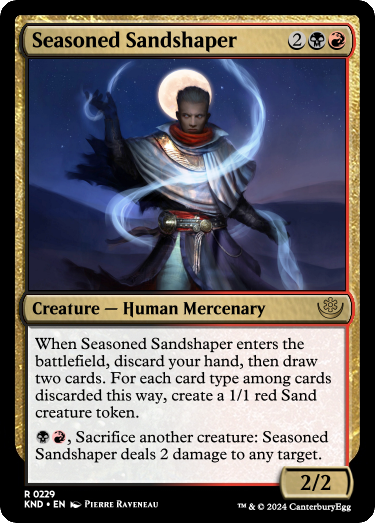 Seasoned Sandshaper 2
Creature — Human Mercenary
When Seasoned Sandshaper enters the
battlefield, discard your hand, then draw
two cards. For each card type among cards
discarded this way, create a 1/1 red Sand
creature token.
, Sacrifice another creature: Seasoned
Sandshaper deals 2 damage to any target.
2/2
R 0229
KND • EN Pierre Raveneau ™ & © 2024 CanterburyEgg